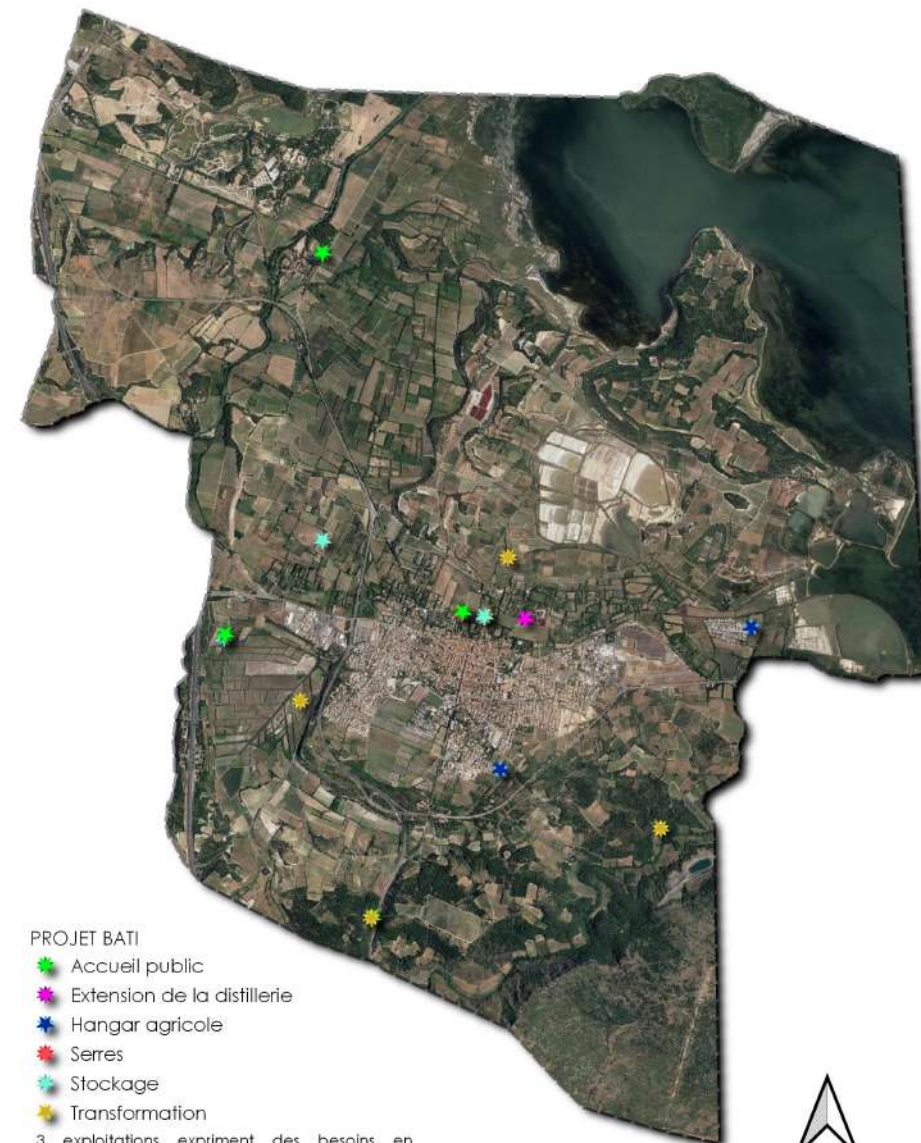 PROJET BATI
Accueil public
Extension de la distillerie
Hangar agricole
Serres
Stockage
Transformation
3 exploitations expriment des besoins en